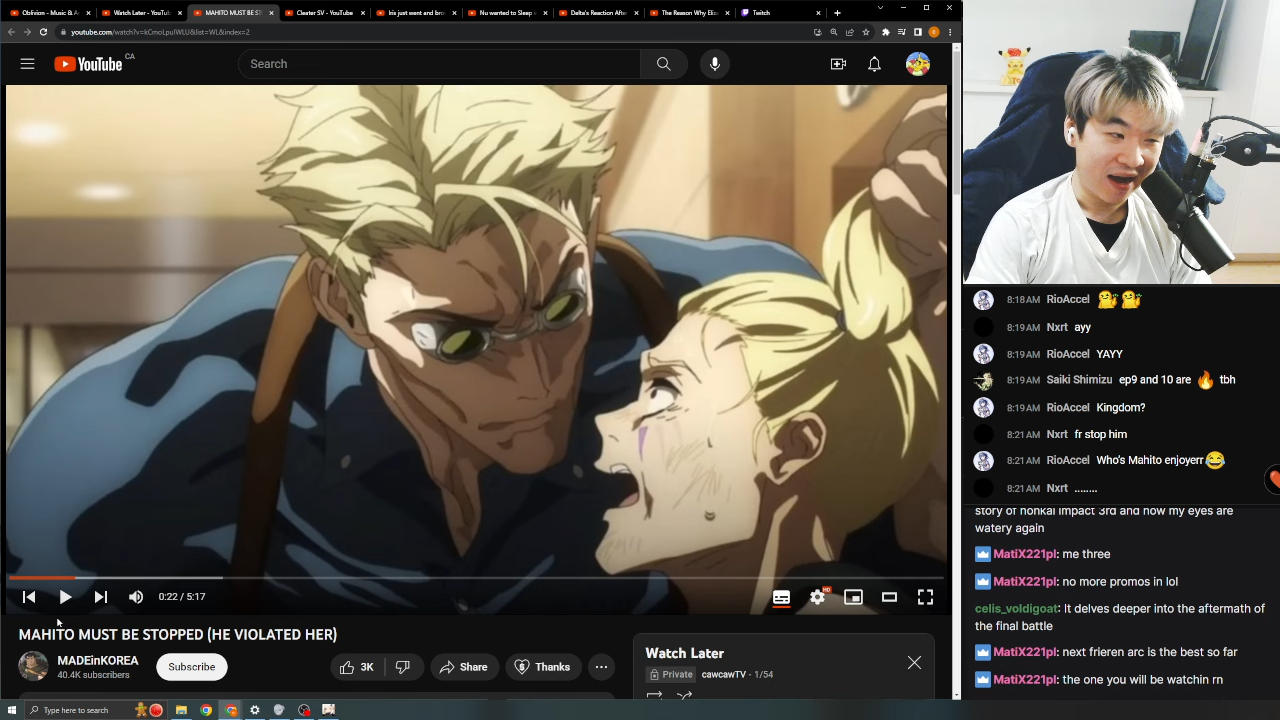 Oblivion - Music & A
Watch Later - YouTu
MAHITO MUST BE S
Cleater SV - YouTube
Iris just went and bro
Nu wanted to Sleep
Delta's Reaction Afte
The Reason Why Eliz
Twitch
youtube.com/watch?v=kCmoLpuIWLU&list=WL&index=2
YouTube CA
Search
0:22 / 5:17
HD
MAHITO MUST BE STOPPED (HE VIOLATED HER)
MADEinKOREA
40.4K subscribers
Subscribe
3K
Share
Thanks
Watch Later
Private cawcawTV - 1/54
Type here to search
8:18 AM RioAccel
8:19 AM Nxrt ayy
8:19 AM RioAccel YAYY
8:19 AM Saiki Shimizu ep9 and 10 are 🔥 tbh
8:19 AM RioAccel Kingdom?
8:21 AM Nxrt fr stop him
8:21 AM RioAccel Who's Mahito enjoyerr😂
8:21 AM Nxrt ........
story of honkai impact 3rd and now my eyes are
watery again
MatiX221pl: me three
MatiX221pl: no more promos in lol
celis_voldigoat: It delves deeper into the aftermath of
the final battle
MatiX221pl: next frieren arc is the best so far
MatiX221pl: the one you will be watchin rn